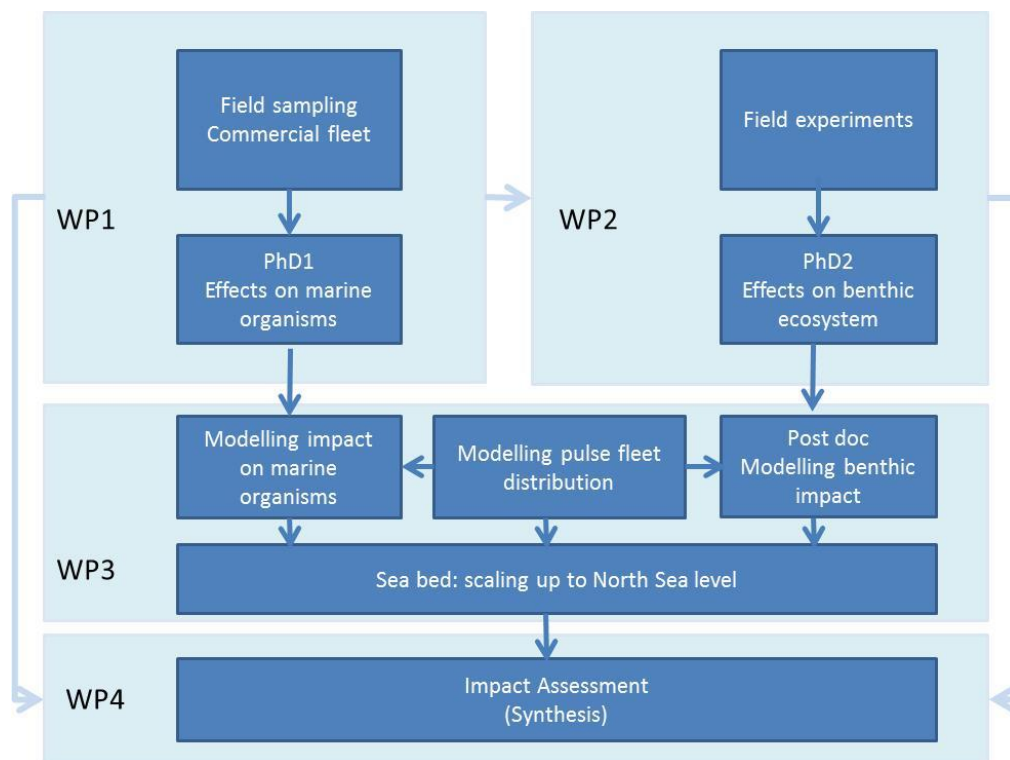 Field sampling
Commercial fleet
WP1
PhD1
Effects on marine
organisms
Field experiments
WP2
PhD2
Effects on benthic
ecosystem
Modelling impact
on marine
organisms
Modelling pulse fleet
distribution
Post doc
Modelling benthic
impact
WP3
Sea bed: scaling up to North Sea level
WP4
Impact Assessment
(Synthesis)